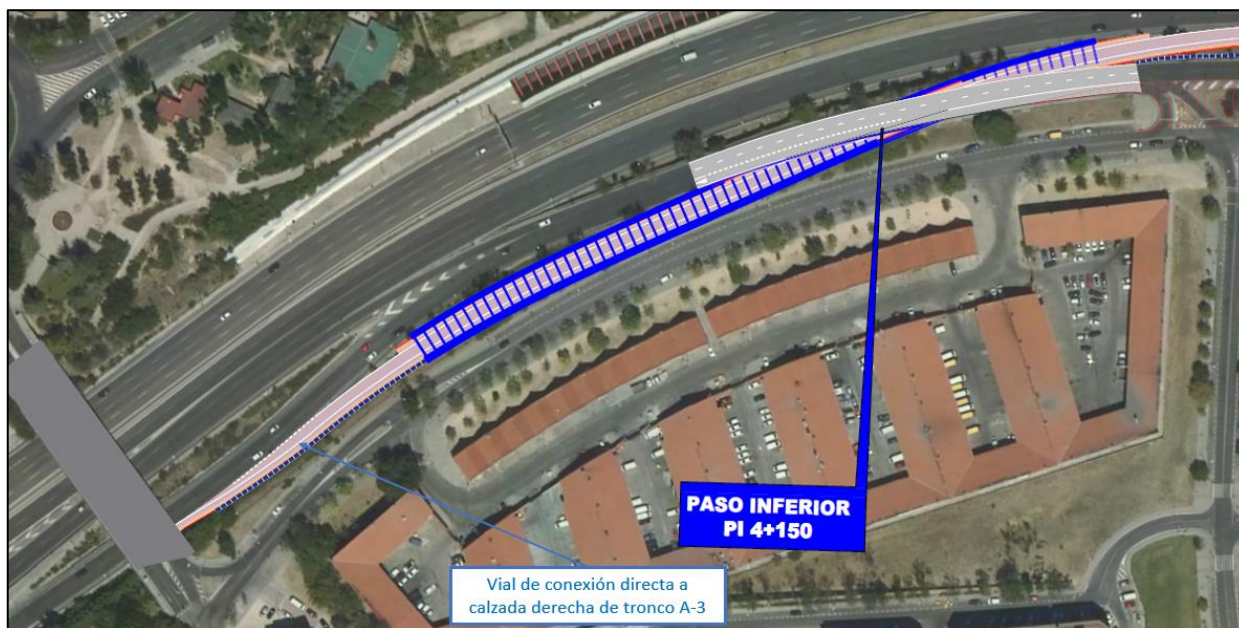 PASO INFERIOR
PI 4+150
Vial de conexión directa a
calzada derecha de tronco A-3